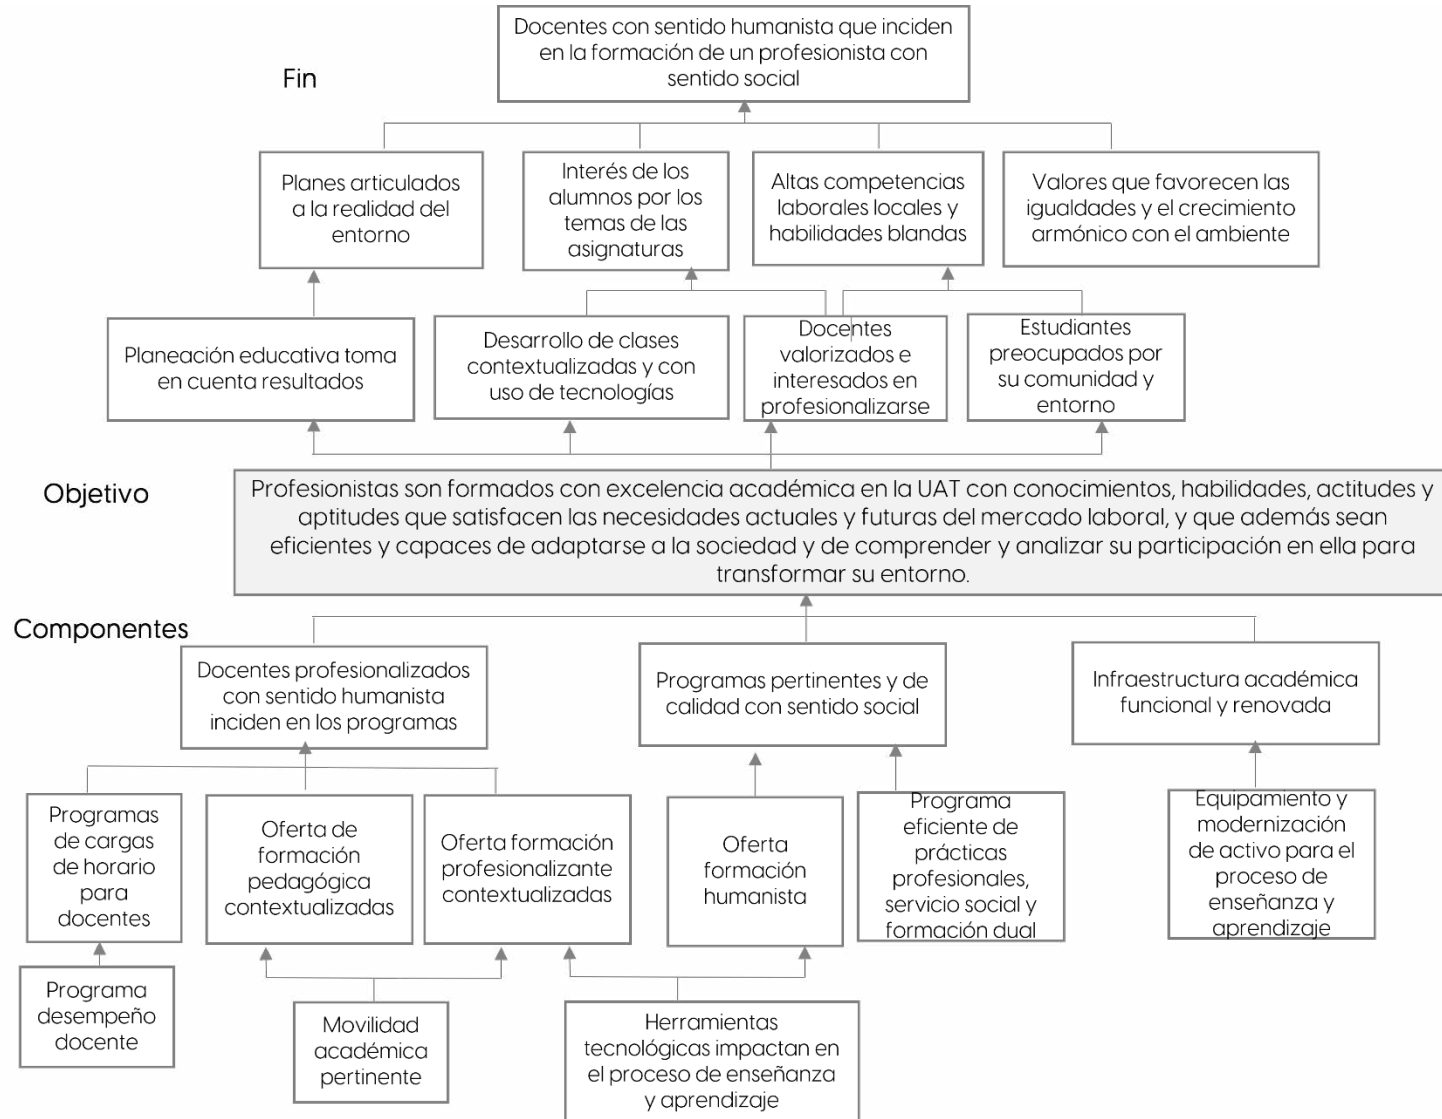 Docentes con sentido humanista que inciden
en la formación de un profesionista con
sentido social
Fin
Planes articulados
a la realidad del
entorno
Interés de los
alumnos por los
temas de las
asignaturas
Altas competencias
laborales locales y
habilidades blandas
Valores que favorecen las
igualdades y el crecimiento
armónico con el ambiente
Planeación educativa toma
en cuenta resultados
Desarrollo de clases
contextualizadas y con
uso de tecnologías
Docentes
valorizados e
interesados en
profesionalizarse
Estudiantes
preocupados por
su comunidad y
entorno
Objetivo
Profesionistas son formados con excelencia académica en la UAT con conocimientos, habilidades, actitudes y
aptitudes que satisfacen las necesidades actuales y futuras del mercado laboral, y que además sean
eficientes y capaces de adaptarse a la sociedad y de comprender y analizar su participación en ella para
transformar su entorno.
Componentes
Docentes profesionalizados
con sentido humanista
inciden en los programas
Programas pertinentes y de
calidad con sentido social
Infraestructura académica
funcional y renovada
Programas
de cargas
de horario
para
docentes
Oferta de
formación
pedagógica
contextualizadas
Oferta formación
profesionalizante
contextualizadas
Oferta
formación
humanista
Programa
eficiente de
prácticas
profesionales,
servicio social y
formación dual
Equipamiento y
modernización
de activo para el
proceso de
enseñanza y
aprendizaje
Programa
desempeño
docente
Movilidad
académica
pertinente
Herramientas
tecnológicas impactan en
el proceso de enseñanza
y aprendizaje